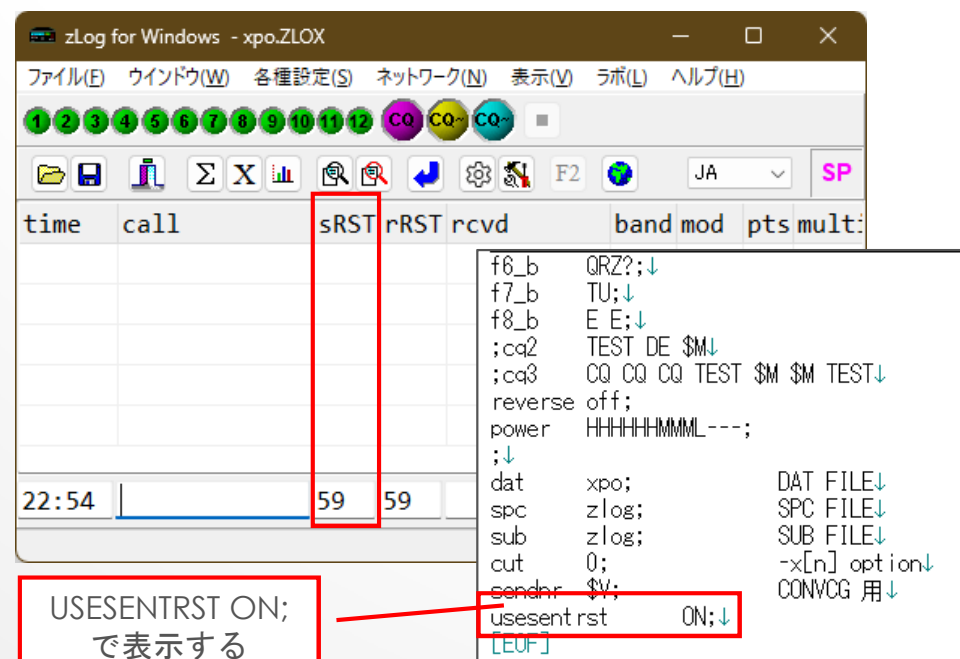 zLog for Windows - xpo.ZLOX
ファイル(F) ウインドウ(W) 各種設定(S) ネットワーク(N) 表示(V) ラボ(L) ヘルプ(H)
1 2 3 4 5 6 7 8 9 10 11 12 CQ CQ~ CQ~
Σ X F2 JA SP
time call sRST rRST rcvd band mod pts multi
22:54 59 59
f6_b QRZ?;↓
f7_b TU;↓
f8_b E E;↓
;cq2 TEST DE $M↓
;cq3 CQ CQ CQ TEST $M $M TEST↓
reverse off;
power HHHHHHMMML---;
;↓
dat xpo; DAT FILE↓
spc zlog; SPC FILE↓
sub zlog; SUB FILE↓
cut 0; -x[n] option↓
sendnr $V; CONVCG 用↓
usesentrst ON;↓
[EOF]
USESENTRST ON;
で表示する